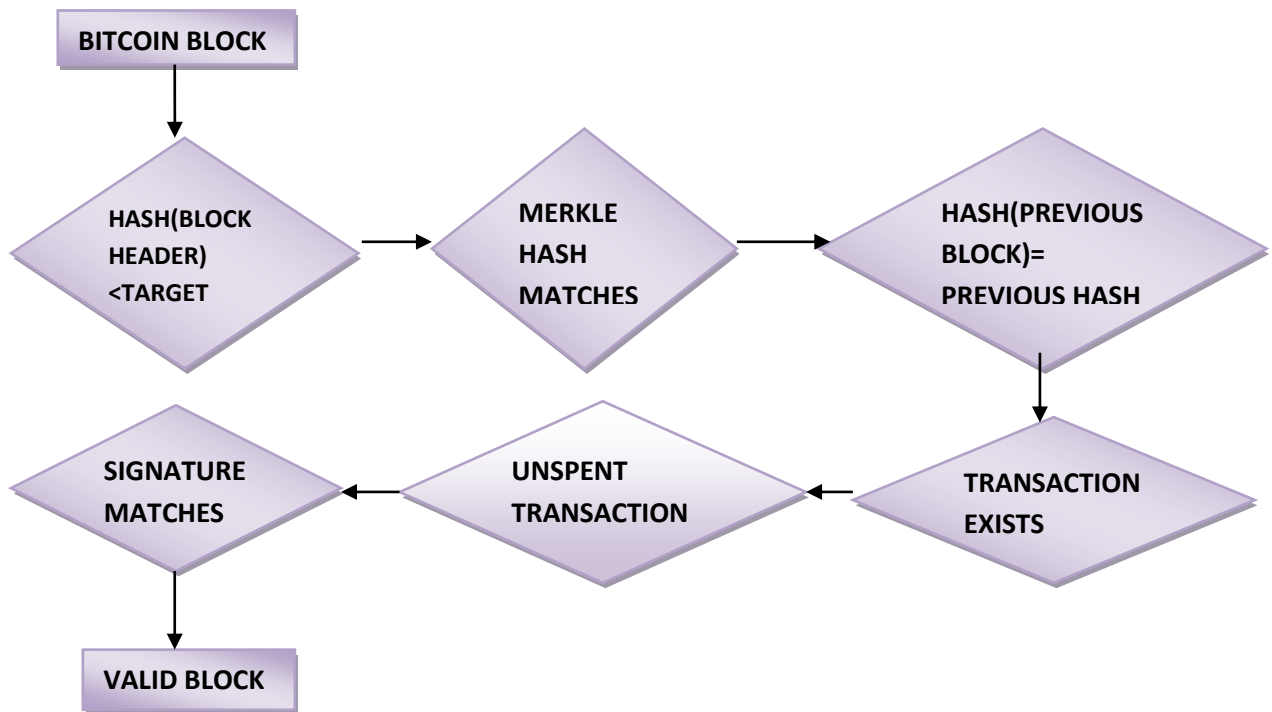 BITCOIN BLOCK
HASH(BLOCK
HEADER)
<TARGET
MERKLE
HASH
MATCHES
HASH(PREVIOUS
BLOCK)=
PREVIOUS HASH
TRANSACTION
EXISTS
UNSPENT
TRANSACTION
SIGNATURE
MATCHES
VALID BLOCK